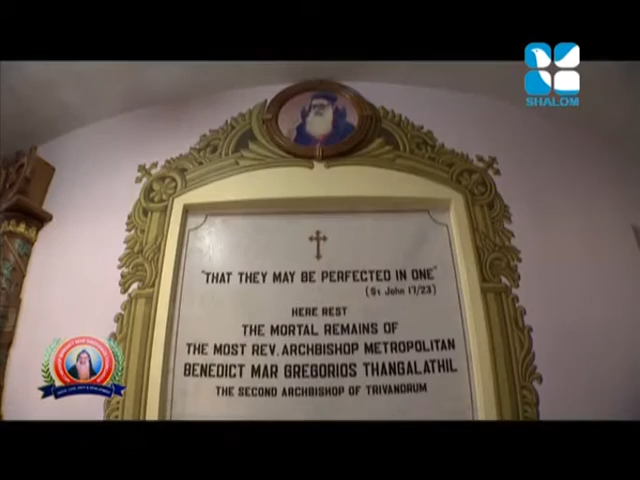 SHALOM
"THAT THEY MAY BE PERFECTED IN ONE"
(St. John 17/23)
HERE REST
THE MORTAL REMAINS OF
THE MOST REV. ARCHBISHOP METROPOLITAN
BENEDICT MAR GREGORIOS THANGALATHIL
THE SECOND ARCHBISHOP OF TRIVANDRUM